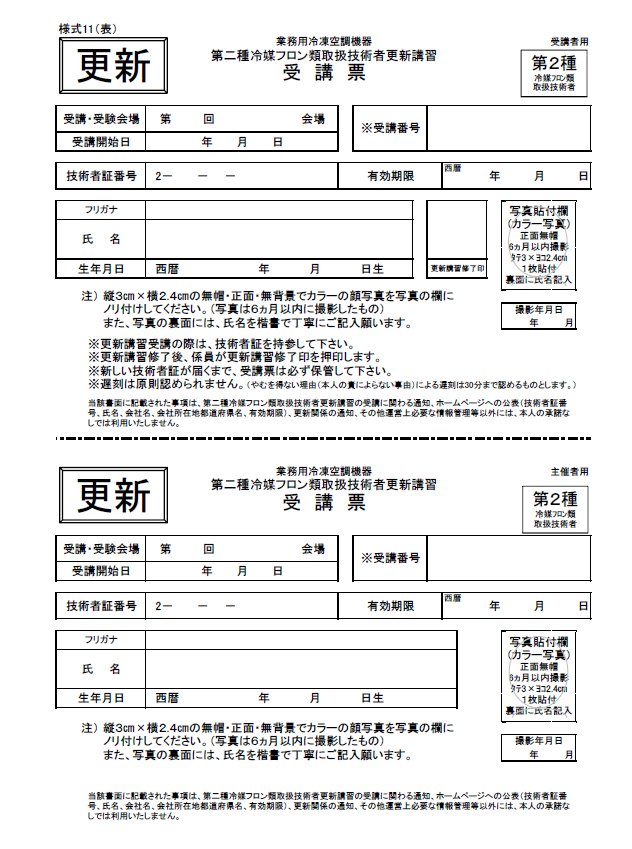 様式11(表)
更新
業務用冷凍空調機器
第二種冷媒フロン類取扱技術者更新講習
受 講 票
受講者用
第2種
冷媒フロン類
取扱技術者
受講・受験会場 第 回 会場
受講開始日 年 月 日
※受講番号
技術者証番号 2－ － －
有効期限 西暦 年 月 日
フリガナ
氏 名
生年月日 西暦 年 月 日生
更新講習修了印
写真貼付欄
(カラー写真)
正面無帽
6ヵ月以内撮影
ﾀﾃ3×ﾖｺ2.4cm
1枚貼付
裏面に氏名記入
撮影年月日
年 月
注) 縦3cm×横2.4cmの無帽・正面・無背景でカラーの顔写真を写真の欄に
ノリ付けしてください。(写真は6ヵ月以内に撮影したもの)
また、写真の裏面には、氏名を楷書で丁寧にご記入願います。
※更新講習受講の際は、技術者証を持参して下さい。
※更新講習修了後、係員が更新講習修了印を押印します。
※新しい技術者証が届くまで、受講票は必ず保管して下さい。
※遅刻は原則認められません。(やむを得ない理由(本人の責によらない事由)による遅刻は30分まで認めるものとします。)
当該書面に記載された事項は、第二種冷媒フロン類取扱技術者更新講習の受講に関わる通知、ホームページへの公表(技術者証番
号、氏名、会社名、会社所在地都道府県名、有効期限)、更新関係の通知、その他運営上必要な情報管理等以外には、本人の承諾な
しでは利用いたしません。
更新
業務用冷凍空調機器
第二種冷媒フロン類取扱技術者更新講習
受 講 票
主催者用
第2種
冷媒フロン類
取扱技術者
受講・受験会場 第 回 会場
受講開始日 年 月 日
※受講番号
技術者証番号 2－ － －
有効期限 西暦 年 月 日
フリガナ
氏 名
生年月日 西暦 年 月 日生
写真貼付欄
(カラー写真)
正面無帽
6ヵ月以内撮影
ﾀﾃ3×ﾖｺ2.4cm
1枚貼付
裏面に氏名記入
撮影年月日
年 月
注) 縦3cm×横2.4cmの無帽・正面・無背景でカラーの顔写真を写真の欄に
ノリ付けしてください。(写真は6ヵ月以内に撮影したもの)
また、写真の裏面には、氏名を楷書で丁寧にご記入願います。
当該書面に記載された事項は、第二種冷媒フロン類取扱技術者更新講習の受講に関わる通知、ホームページへの公表(技術者証番
号、氏名、会社名、会社所在地都道府県名、有効期限)、更新関係の通知、その他運営上必要な情報管理等以外には、本人の承諾な
しでは利用いたしません。